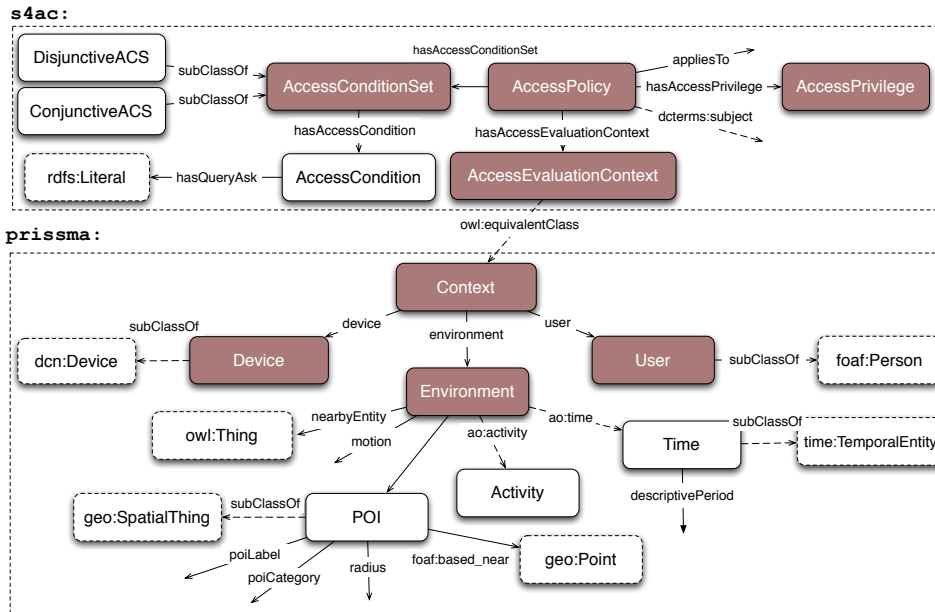 s4ac:
DisjunctiveACS
subClassOf
ConjunctiveACS
subClassOf
AccessConditionSet
hasAccessConditionSet
AccessPolicy
appliesTo
hasAccessPrivilege
AccessPrivilege
dcterms:subject
hasAccessCondition
hasAccessEvaluationContext
rdfs:Literal
hasQueryAsk
AccessCondition
AccessEvaluationContext
owl:equivalentClass
prissma:
Context
device
environment
user
subClassOf
dcn:Device
Device
User
subClassOf
foaf:Person
Environment
nearbyEntity
owl:Thing
motion
ao:activity
ao:time
Time
subClassOf
time:TemporalEntity
Activity
descriptivePeriod
geo:SpatialThing
subClassOf
POI
poiLabel
poiCategory
radius
foaf:based_near
geo:Point